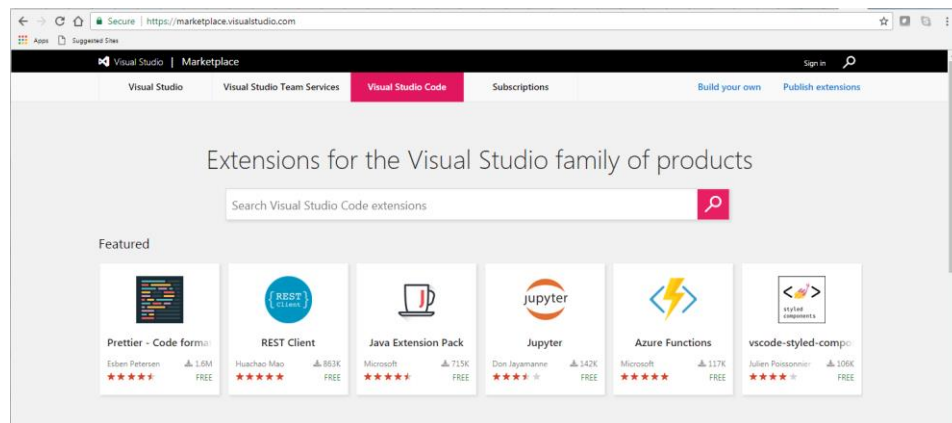 Secure | https://marketplace.visualstudio.com
Apps Suggested Sites
Visual Studio | Marketplace Sign in
Visual Studio Visual Studio Team Services Visual Studio Code Subscriptions Build your own Publish extensions
Extensions for the Visual Studio family of products
Search Visual Studio Code extensions
Featured
{REST}
Client
J
jupyter
styled
components
Prettier - Code forma REST Client Java Extension Pack Jupyter Azure Functions vscode-styled-compo
Esben Petersen 1.6M Huachao Mao 863K Microsoft 715K Don Jayamanne 142K Microsoft 117K Julien Poissonnier 106K
FREE FREE FREE FREE FREE FREE